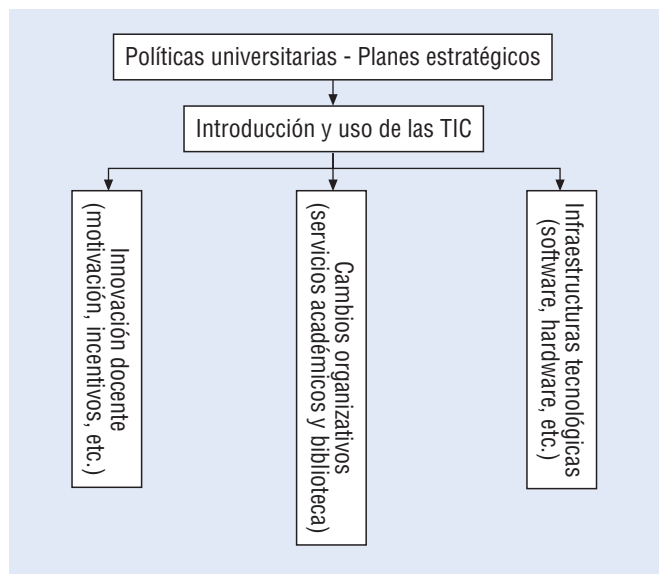 Políticas universitarias - Planes estratégicos
Introducción y uso de las TIC
Innovación docente
(motivación, incentivos, etc.)
Cambios organizativos
(servicios académicos y biblioteca)
Infraestructuras tecnológicas
(software, hardware, etc.)